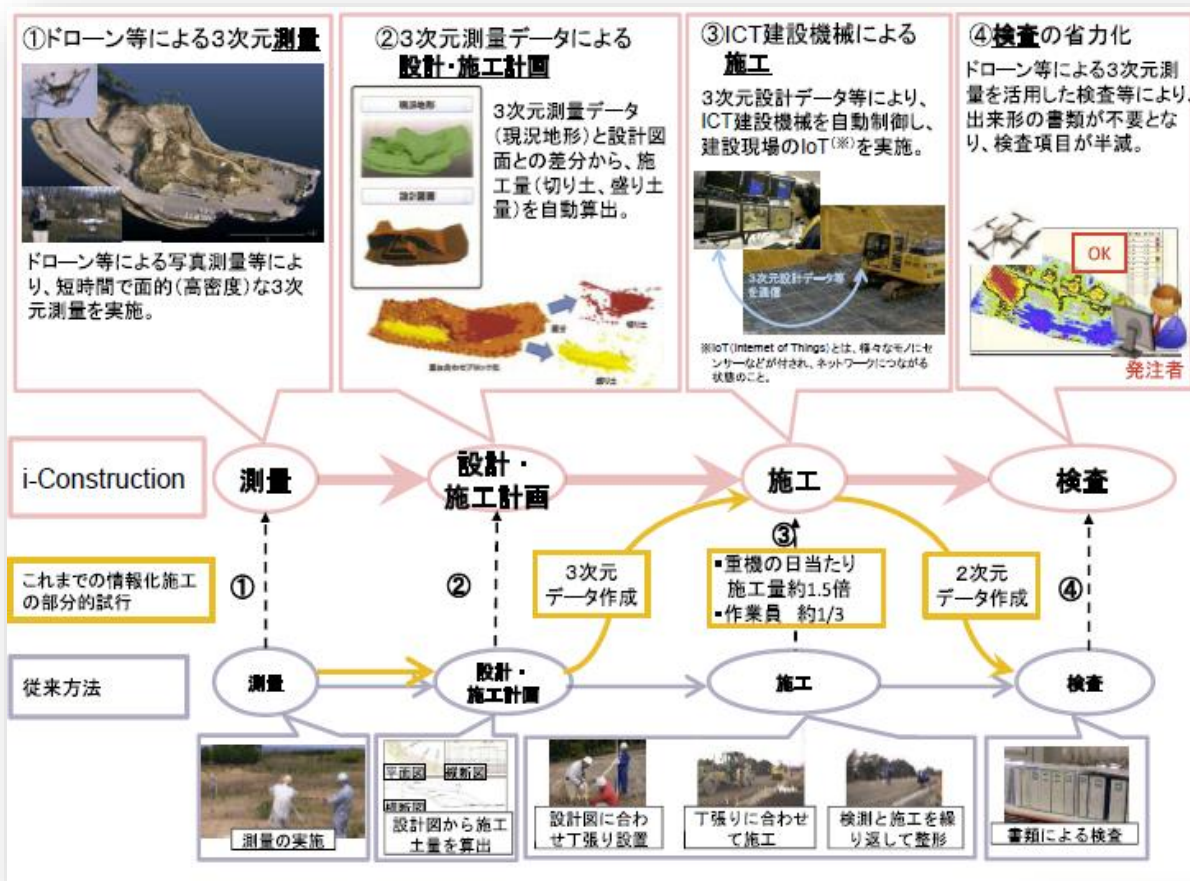 ①ドローン等による3次元測量
ドローン等による写真測量等によ
り、短時間で面的(高密度)な3次
元測量を実施。
②3次元測量データによる
設計・施工計画
現況地形
設計図面
3次元測量データ
(現況地形)と設計図
面との差分から、施
工量(切り土、盛り土
量)を自動算出。
差分
切り土
盛り土
③ICT建設機械による
施工
3次元設計データ等により、
ICT建設機械を自動制御し、
建設現場のIoT(※)を実施。
3次元設計データ等
を通信
※IoT(Internet of Things)とは、様々なモノにセ
ンサーなどが付され、ネットワークにつながる
状態のこと。
④検査の省力化
ドローン等による3次元測
量を活用した検査等により、
出来形の書類が不要とな
り、検査項目が半減。
OK
発注者
i-Construction
測量
設計・
施工計画
施工
検査
これまでの情報化施工
の部分的試行
①
②
3次元
データ作成
③
▪重機の日当たり
施工量約1.5倍
▪作業員 約1/3
2次元
データ作成
④
従来方法
測量
設計・
施工計画
施工
検査
測量の実施
平面図
縦断図
横断図
設計図から施工
土量を算出
設計図に合わ
せ丁張り設置
丁張りに合わせ
て施工
検測と施工を繰
り返して整形
書類による検査